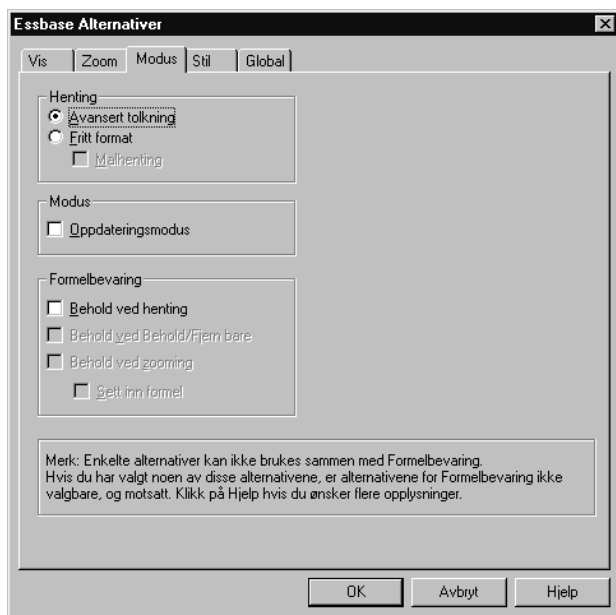 Essbase Alternativer
Vis Zoom Modus Stil Global
Henting
Avansert tolkning
Fritt format
Malhenting
Modus
Oppdateringsmodus
Formelbevaring
Behold ved henting
Behold ved Behold/Fjern bare
Behold ved zooming
Sett inn formel
Merk: Enkelte alternativer kan ikke brukes sammen med Formelbevaring.
Hvis du har valgt noen av disse alternativene, er alternativene for Formelbevaring ikke
valgbare, og motsatt. Klikk på Hjelp hvis du ønsker flere opplysninger.
OK Avbryt Hjelp